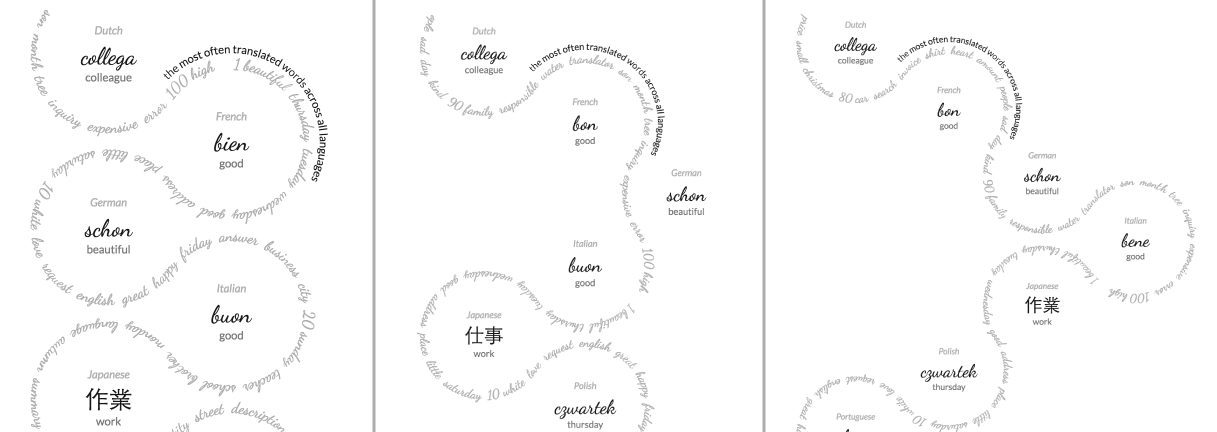 Dutch
collega
colleague
the most often translated words across all languages
son month tree inquiry expensive error 100 high
1 beautiful thursday tuesday wednesday good address place little saturday
10 white love request english great happy friday answer business city 20 sunday teacher school brother monday language autumn summary
street description
French
bien
good
German
schon
beautiful
Italian
buon
good
Japanese
作業
work
Dutch
collega
colleague
the most often translated words across all languages
sad day kind 90 family responsible water translator son month tree inquiry expensive error 100 high
1 beautiful thursday tuesday wednesday good address place little saturday 10 white love request english great happy friday
French
bon
good
German
schon
beautiful
Italian
buon
good
Japanese
仕事
work
Polish
czwartek
thursday
Dutch
collega
colleague
the most often translated words across all languages
price small christmas 80 car search invoice shirt heart amount people sad day kind 90 family responsible water translator son month tree inquiry expensive error 100 high
1 beautiful thursday tuesday wednesday good address place little saturday 10 white love request english great
French
bon
good
German
schon
beautiful
Italian
bene
good
Japanese
作業
work
Polish
czwartek
thursday
Portuguese